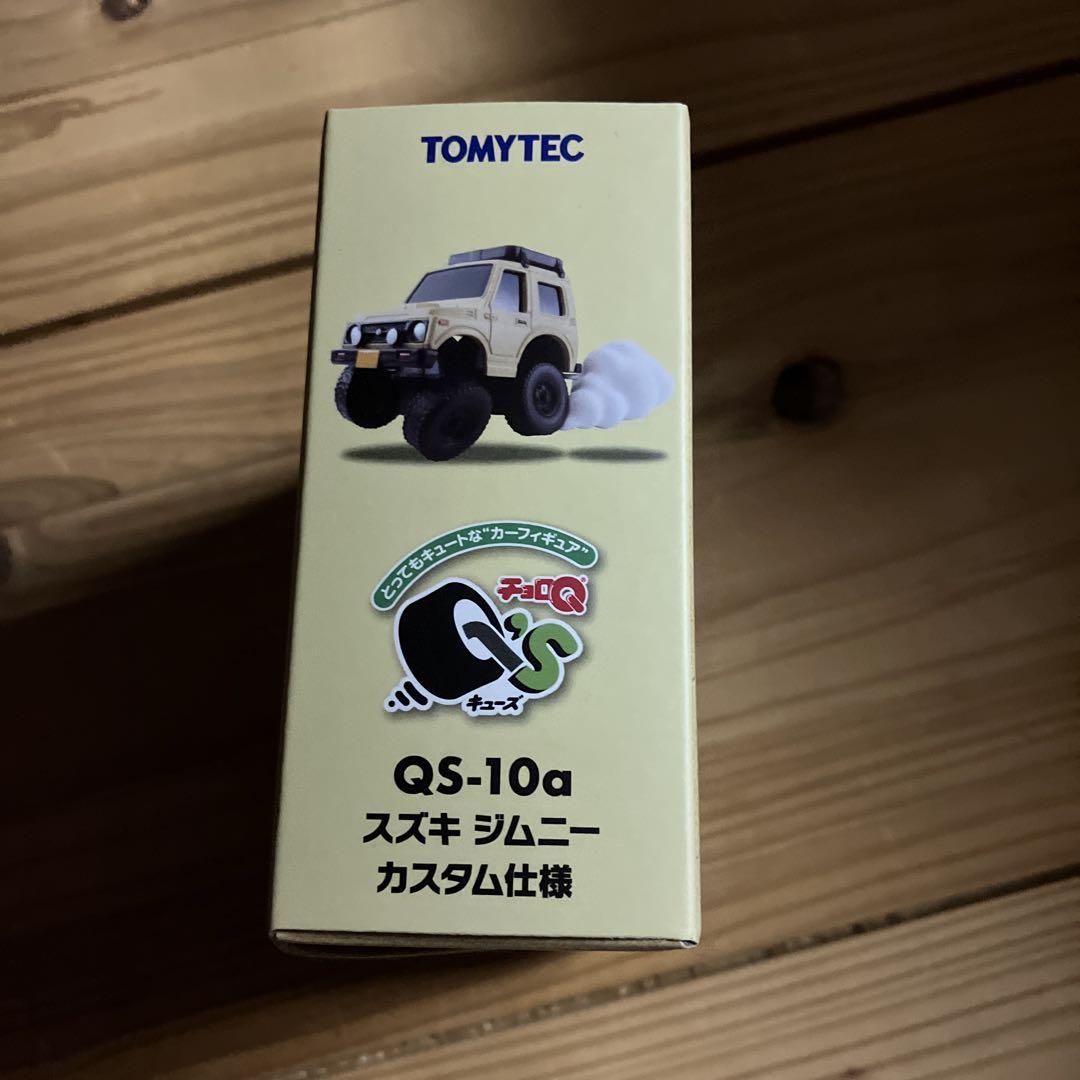 TOMYTEC
とってもキュートな"カーフィギュア"
チョロQ
Q's
キューズ
QS-10a
スズキ ジムニー
カスタム仕様